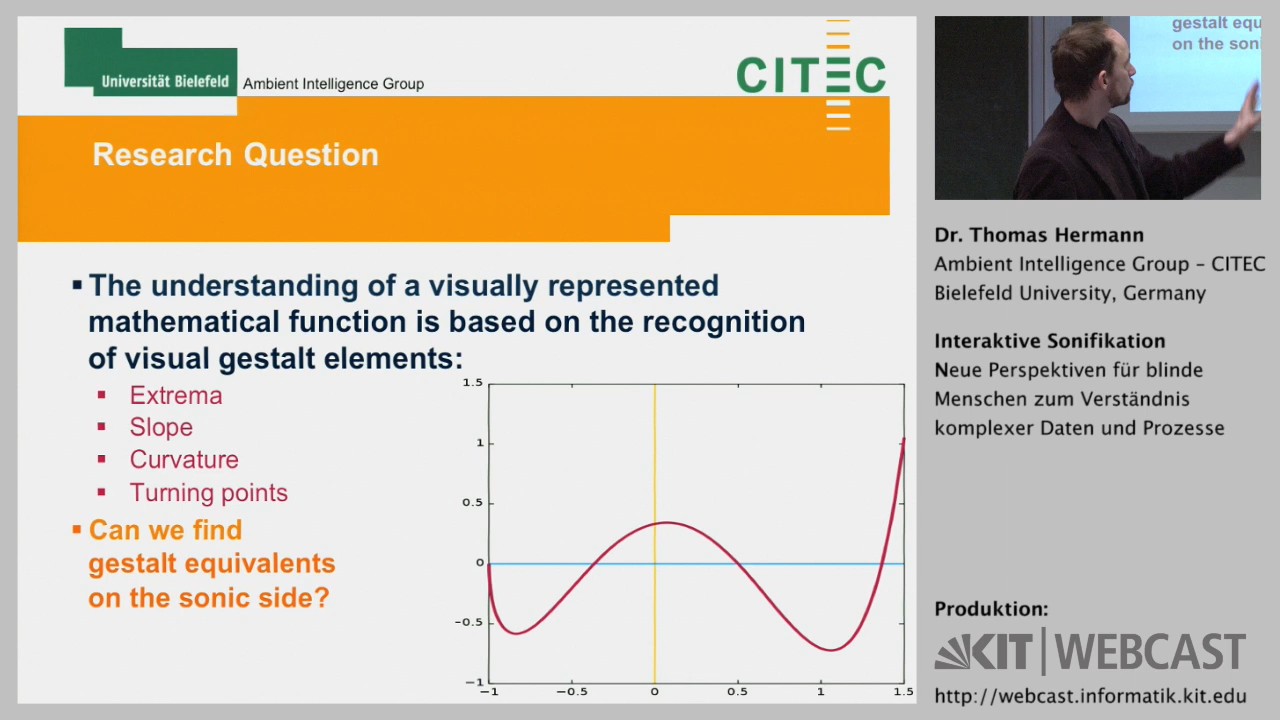 Universität Bielefeld
Ambient Intelligence Group
CITEC
Research Question
▪ The understanding of a visually represented
mathematical function is based on the recognition
of visual gestalt elements:
▪ Extrema
▪ Slope
▪ Curvature
▪ Turning points
▪ Can we find
gestalt equivalents
on the sonic side?
1.5
1
0.5
0
−0.5
−1
−1 −0.5 0 0.5 1 1.5
gestalt equ
on the soni
Dr. Thomas Hermann
Ambient Intelligence Group – CITEC
Bielefeld University, Germany
Interaktive Sonifikation
Neue Perspektiven für blinde
Menschen zum Verständnis
komplexer Daten und Prozesse
Produktion:
KIT | WEBCAST
http://webcast.informatik.kit.edu